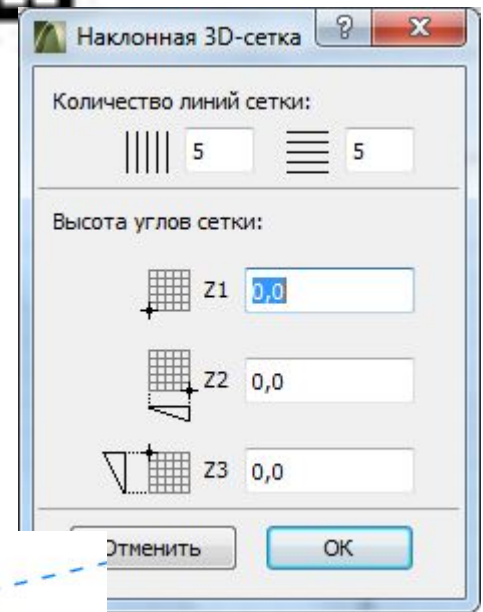 Наклонная 3D-сетка
Количество линий сетки:
5 5
Высота углов сетки:
Z1 0,0
Z2 0,0
Z3 0,0
Отменить OK